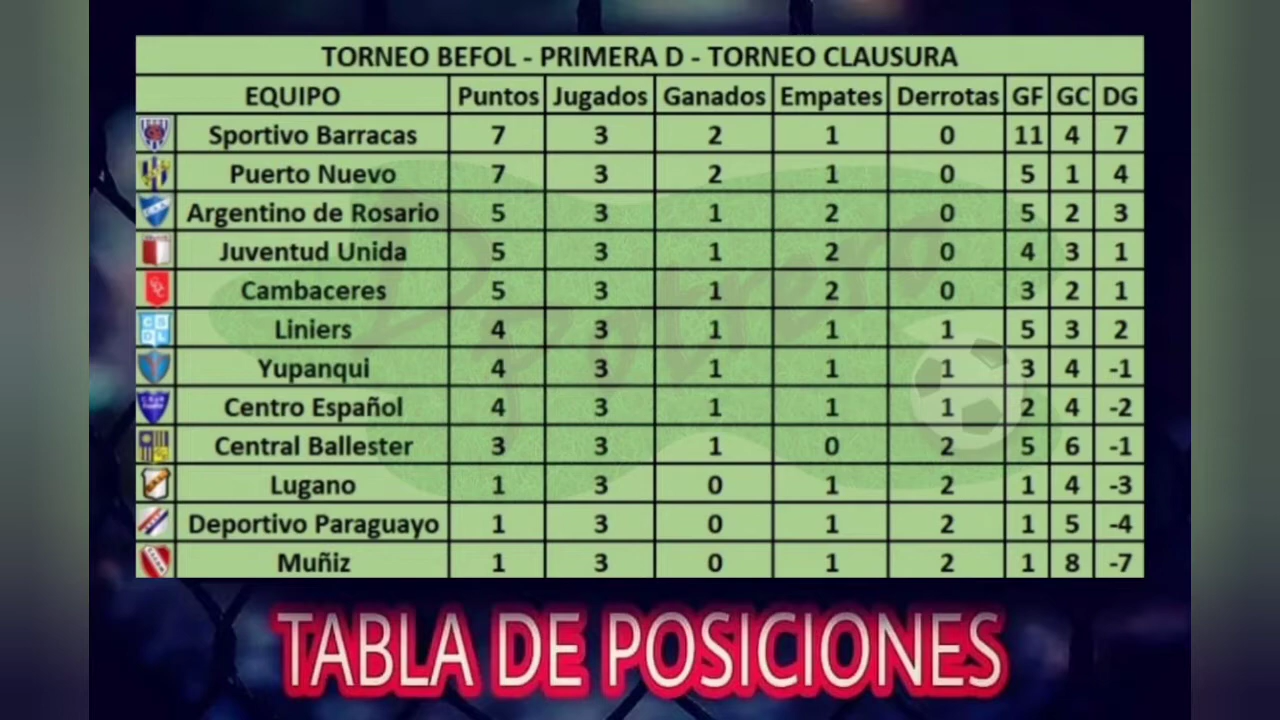 TORNEO BEFOL - PRIMERA D - TORNEO CLAUSURA
EQUIPO Puntos Jugados Ganados Empates Derrotas GF GC DG
Sportivo Barracas 7 3 2 1 0 11 4 7
Puerto Nuevo 7 3 2 1 0 5 1 4
Argentino de Rosario 5 3 1 2 0 5 2 3
Juventud Unida 5 3 1 2 0 4 3 1
Cambaceres 5 3 1 2 0 3 2 1
Liniers 4 3 1 1 1 5 3 2
Yupanqui 4 3 1 1 1 3 4 -1
Centro Español 4 3 1 1 1 2 4 -2
Central Ballester 3 3 1 0 2 5 6 -1
Lugano 1 3 0 1 2 1 4 -3
Deportivo Paraguayo 1 3 0 1 2 1 5 -4
Muñiz 1 3 0 1 2 1 8 -7
TABLA DE POSICIONES